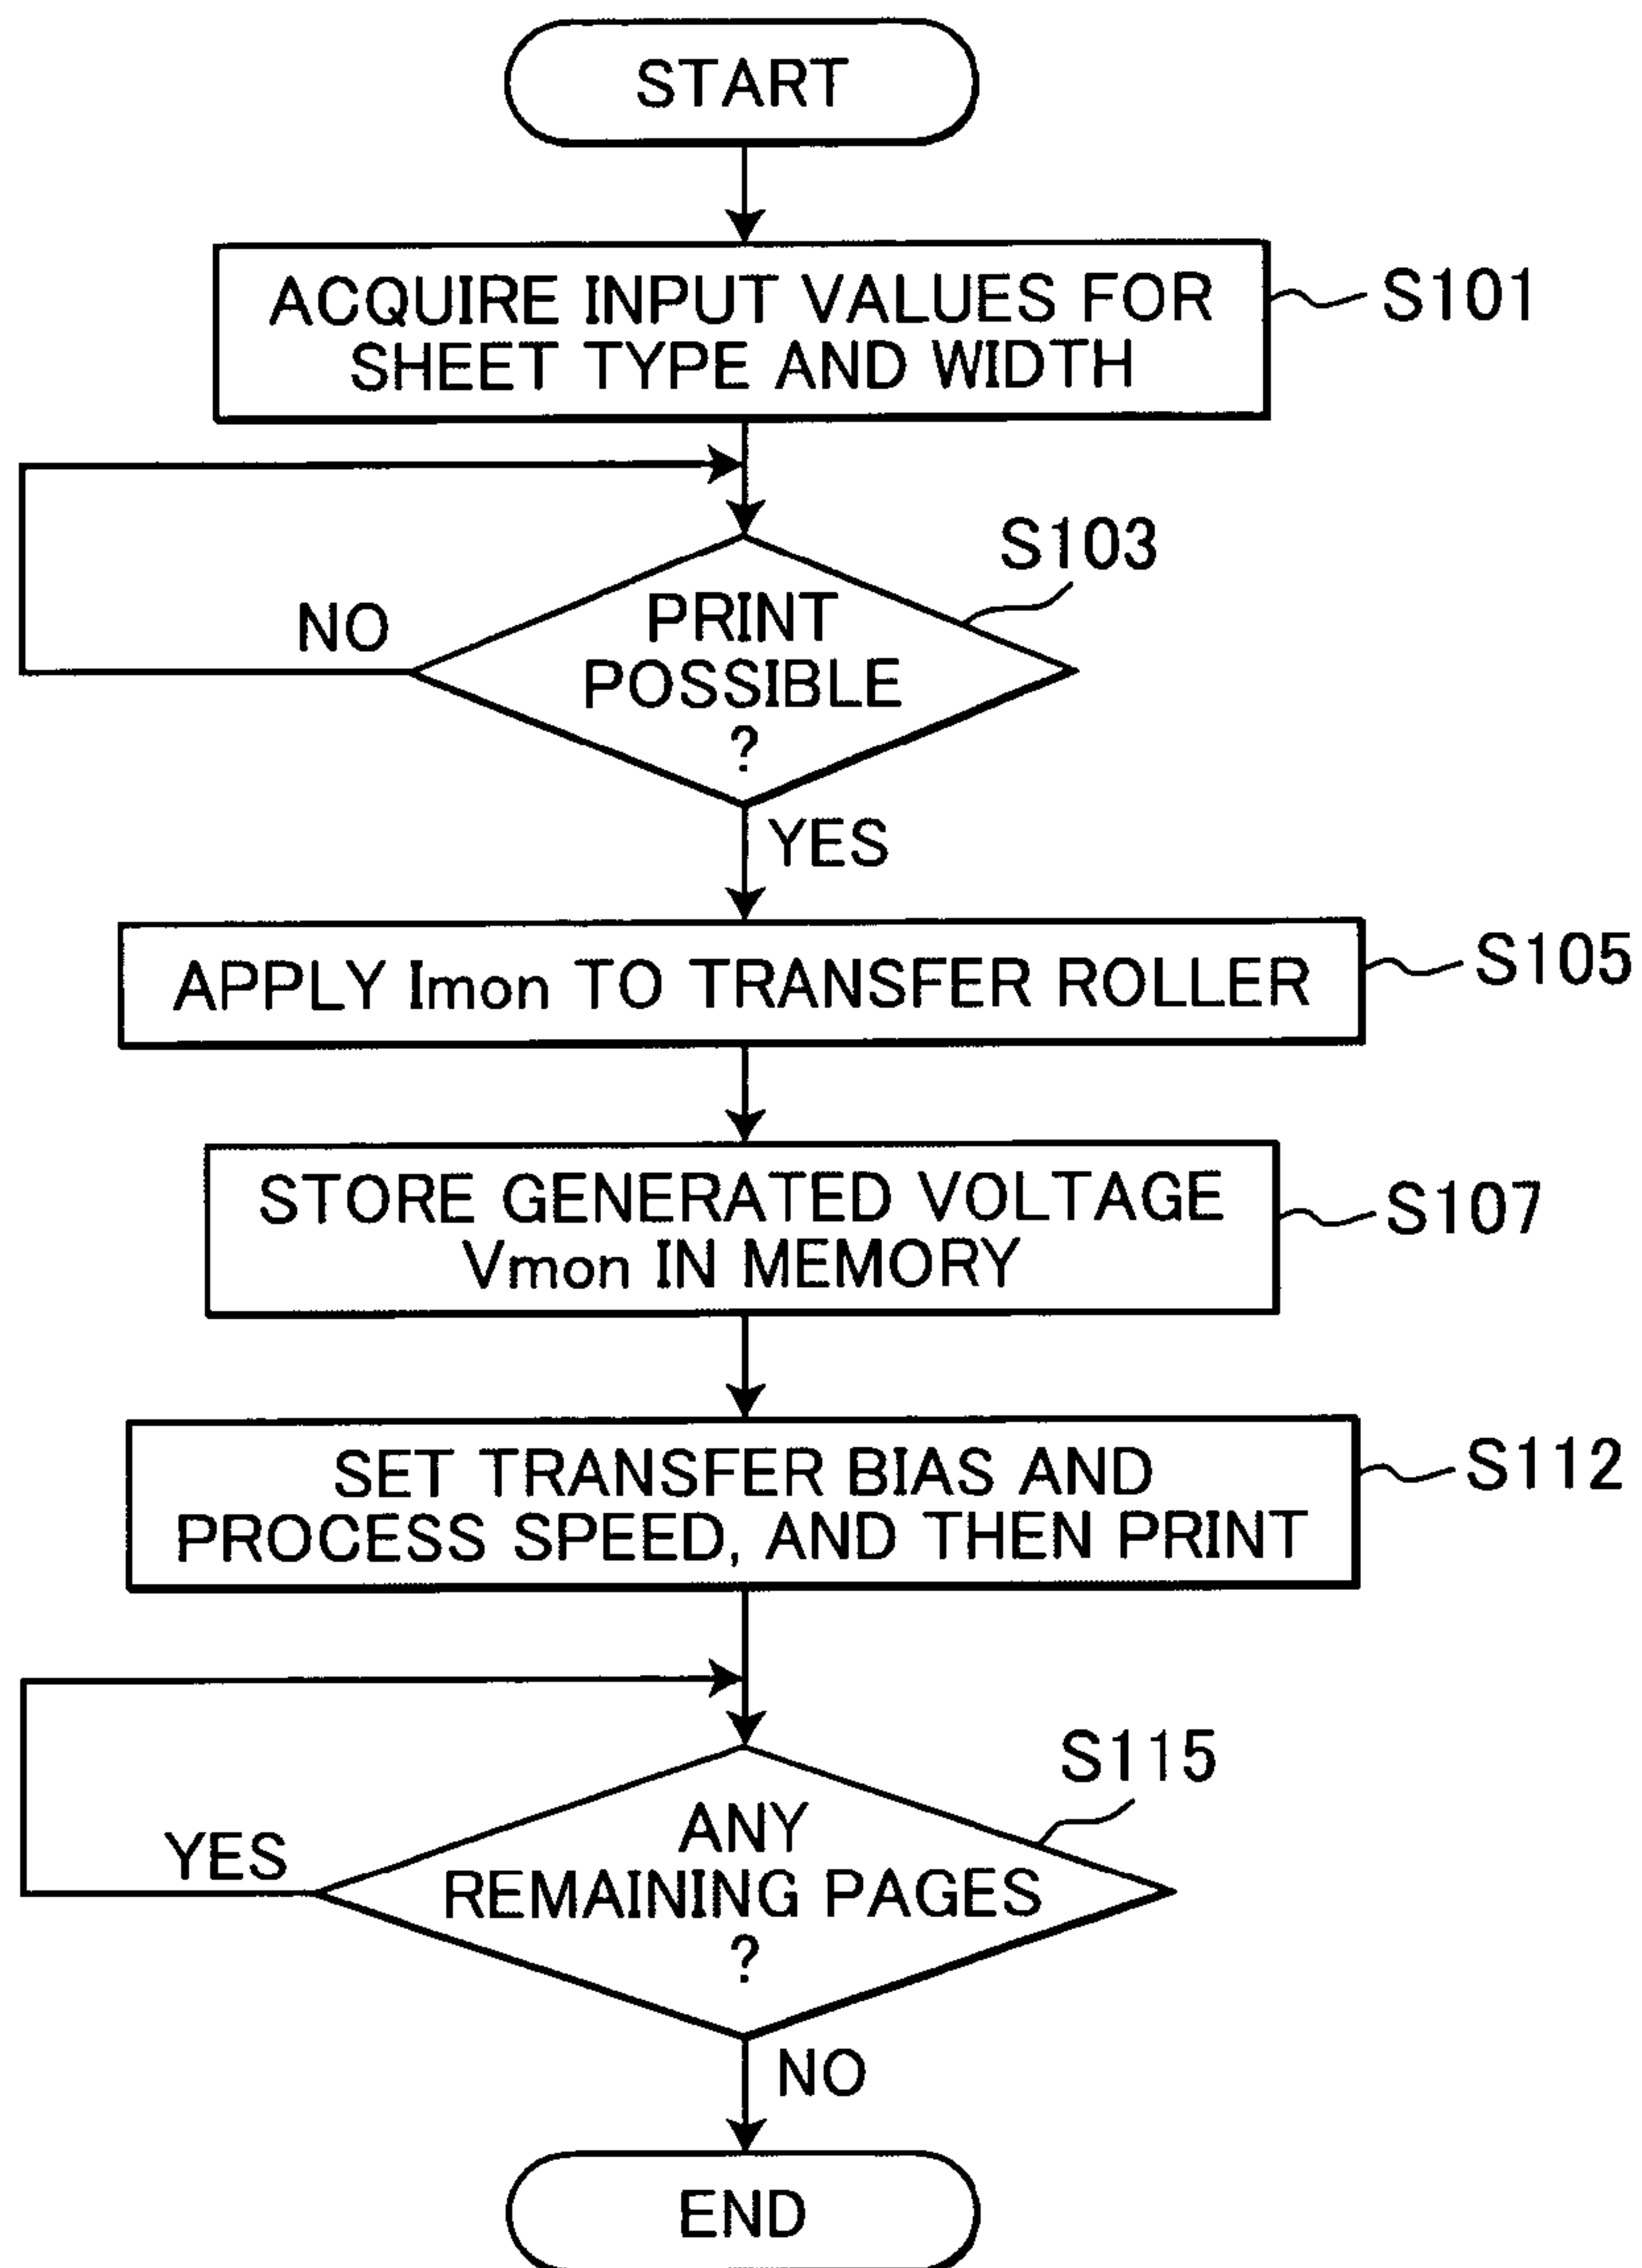 START
ACQUIRE INPUT VALUES FOR
SHEET TYPE AND WIDTH
S101
S103
PRINT
POSSIBLE
?
NO
YES
APPLY Imon TO TRANSFER ROLLER
S105
STORE GENERATED VOLTAGE
Vmon IN MEMORY
S107
SET TRANSFER BIAS AND
PROCESS SPEED, AND THEN PRINT
S112
S115
ANY
REMAINING PAGES
?
YES
NO
END